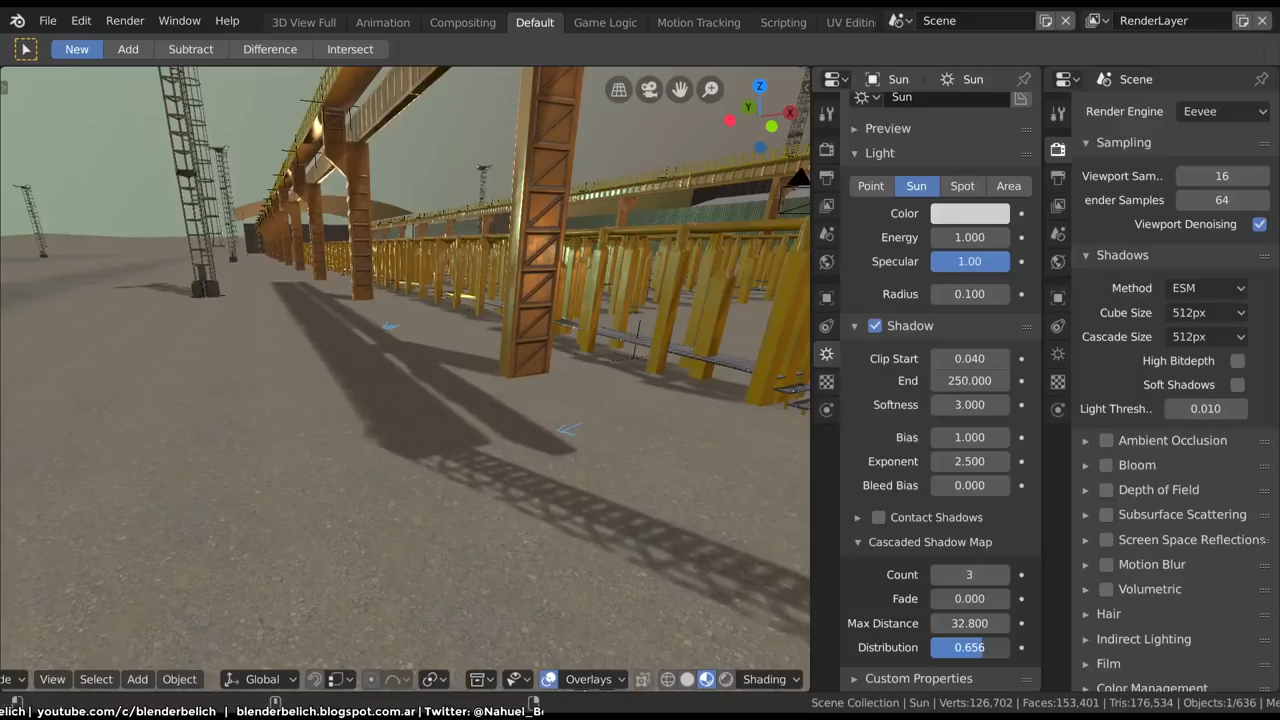 File Edit Render Window Help 3D View Full Animation Compositing Default Game Logic Motion Tracking Scripting UV Editin Scene RenderLayer
New Add Subtract Difference Intersect
Sun Sun
Scene
Sun
Preview
Light
Point Sun Spot Area
Color
Energy 1.000
Specular 1.00
Radius 0.100
Shadow
Clip Start 0.040
End 250.000
Softness 3.000
Bias 1.000
Exponent 2.500
Bleed Bias 0.000
Contact Shadows
Cascaded Shadow Map
Count 3
Fade 0.000
Max Distance 32.800
Distribution 0.656
Custom Properties
Render Engine Eevee
Sampling
Viewport Sam.. 16
ender Samples 64
Viewport Denoising
Shadows
Method ESM
Cube Size 512px
Cascade Size 512px
High Bitdepth
Soft Shadows
Light Thresh.. 0.010
Ambient Occlusion
Bloom
Depth of Field
Subsurface Scattering
Screen Space Reflections
Motion Blur
Volumetric
Hair
Indirect Lighting
Film
Color Management
Z
Y
X
de View Select Add Object Global Overlays Shading
elich | youtube.com/c/blenderbelich | blenderbelich.blogspot.com.ar | Twitter: @Nahuel_Be
Scene Collection | Sun | Verts:126,702 | Faces:153,401 | Tris:176,534 | Objects:1/636 | Me